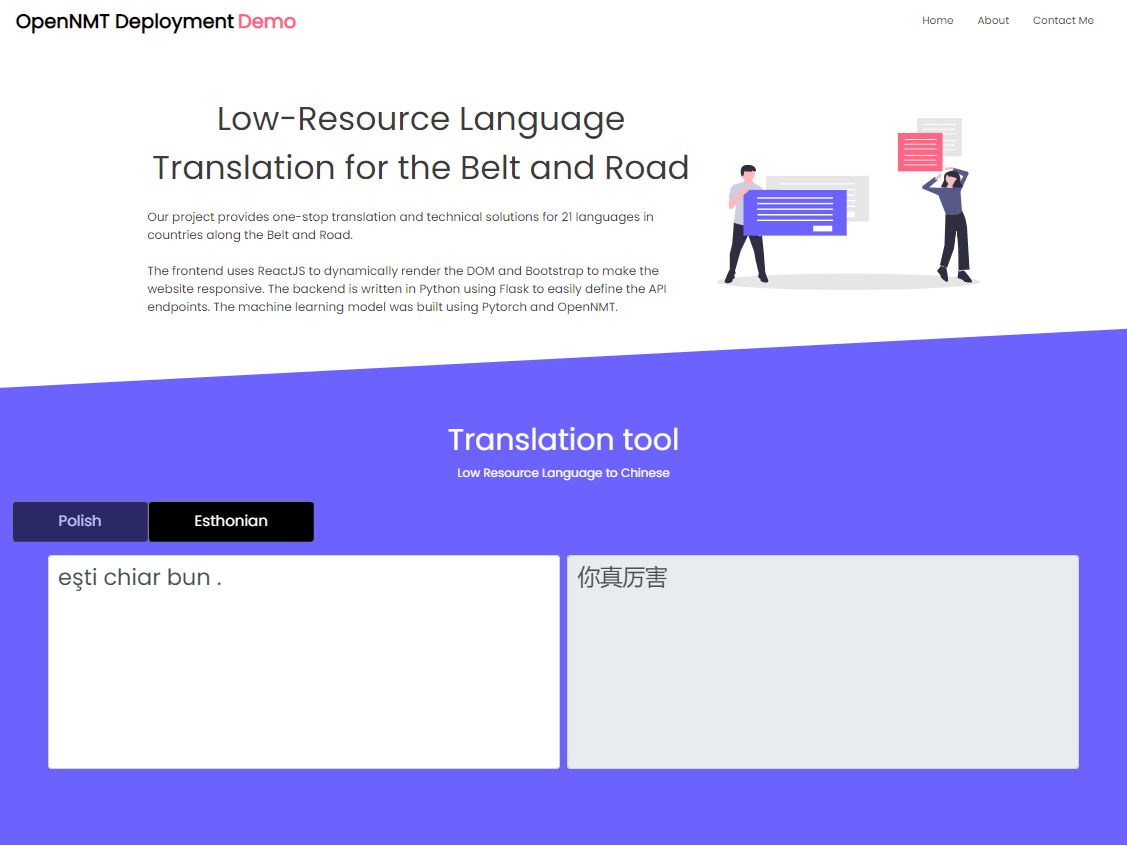 OpenNMT Deployment Demo
Home About Contact Me
Low-Resource Language
Translation for the Belt and Road
Our project provides one-stop translation and technical solutions for 21 languages in
countries along the Belt and Road.
The frontend uses ReactJS to dynamically render the DOM and Bootstrap to make the
website responsive. The backend is written in Python using Flask to easily define the API
endpoints. The machine learning model was built using Pytorch and OpenNMT.
Translation tool
Low Resource Language to Chinese
Polish Esthonian
eşti chiar bun .
你真厉害